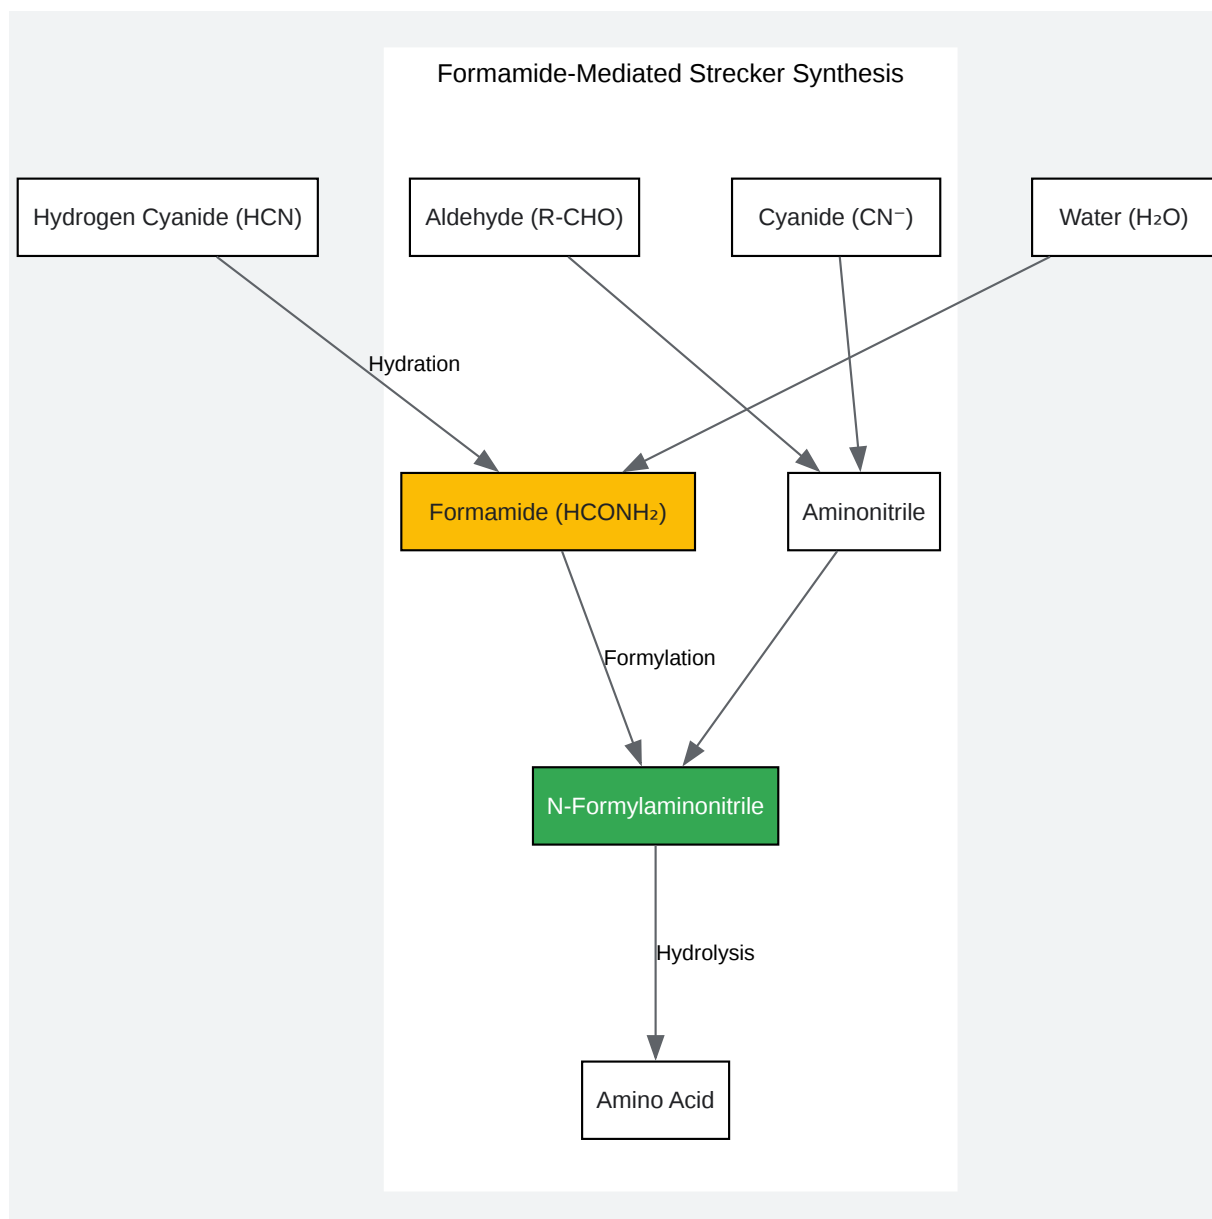 Formamide-Mediated Strecker Synthesis
Hydrogen Cyanide (HCN)
Aldehyde (R-CHO)
Cyanide (CN⁻)
Water (H₂O)
Hydration
Formamide (HCONH₂)
Aminonitrile
Formylation
N-Formylaminonitrile
Hydrolysis
Amino Acid